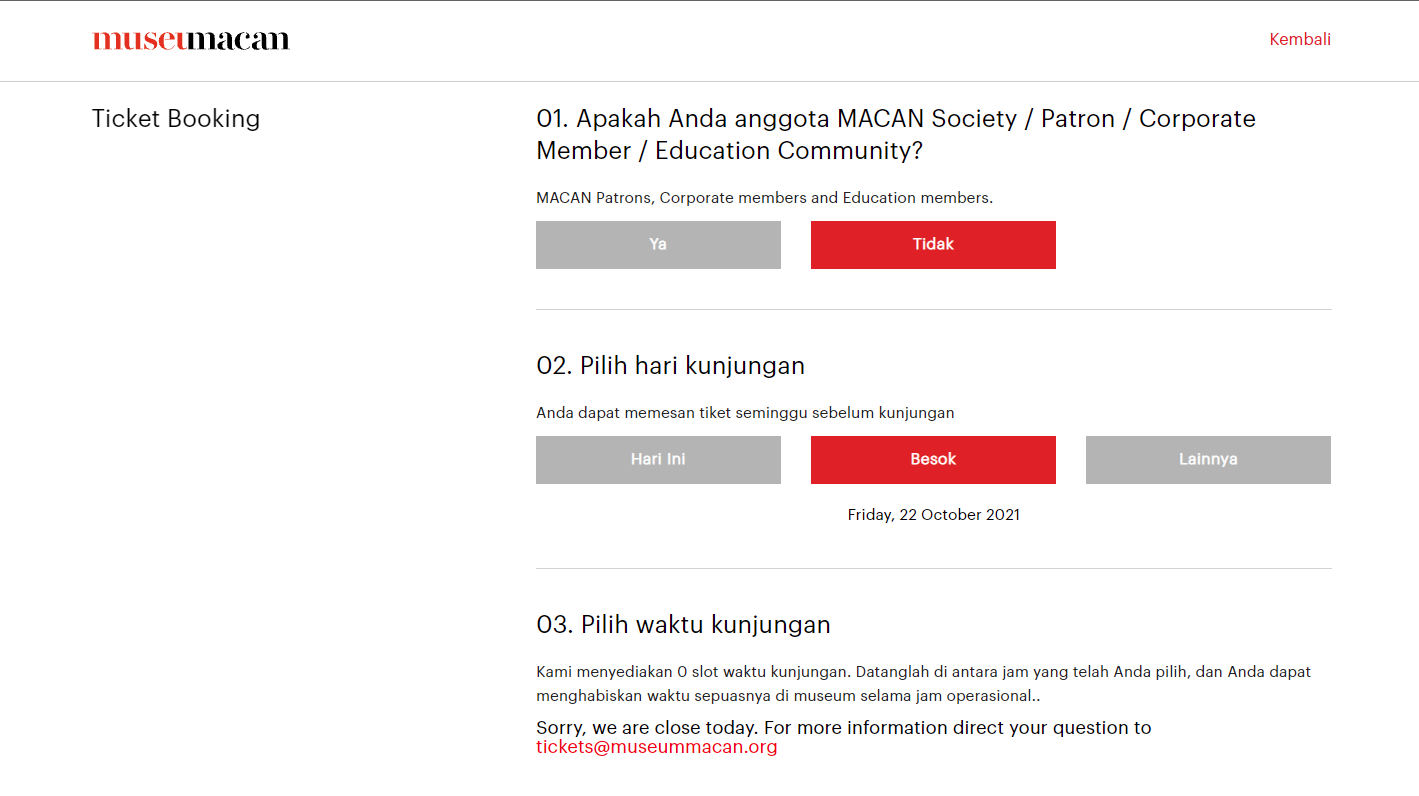 museumacan
Kembali
Ticket Booking
01. Apakah Anda anggota MACAN Society / Patron / Corporate
Member / Education Community?
MACAN Patrons, Corporate members and Education members.
Ya
Tidak
02. Pilih hari kunjungan
Anda dapat memesan tiket seminggu sebelum kunjungan
Hari Ini
Besok
Lainnya
Friday, 22 October 2021
03. Pilih waktu kunjungan
Kami menyediakan 0 slot waktu kunjungan. Datanglah di antara jam yang telah Anda pilih, dan Anda dapat
menghabiskan waktu sepuasnya di museum selama jam operasional..
Sorry, we are close today. For more information direct your question to
tickets@museummacan.org